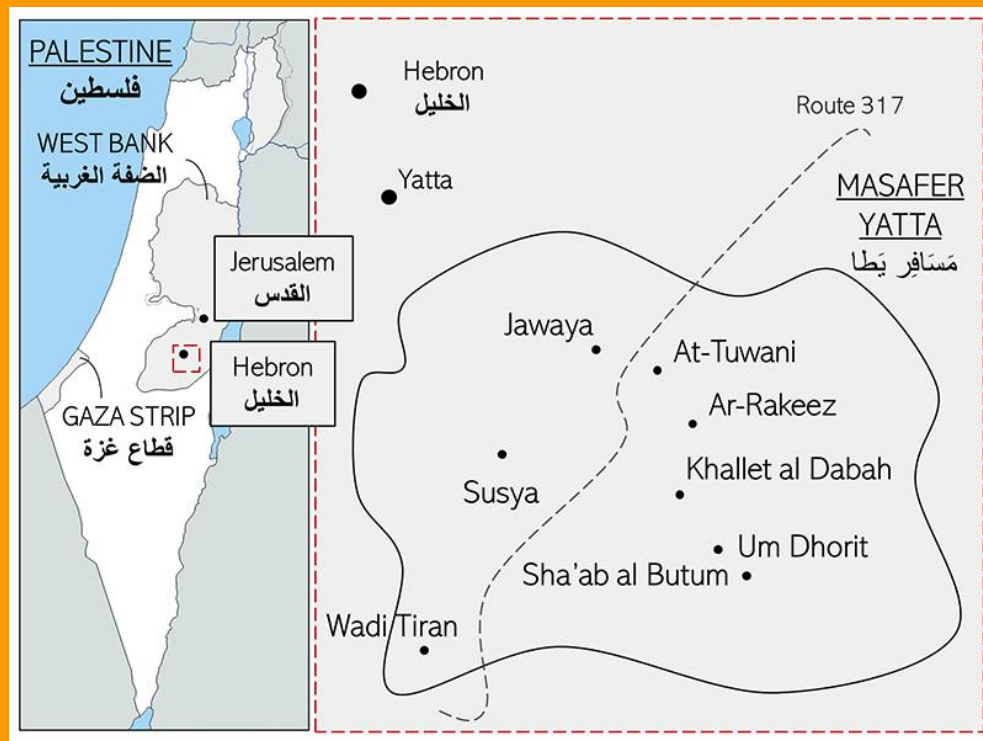 PALESTINE
فلسطين
WEST BANK
الضفة الغربية
Jerusalem
القدس
Hebron
الخليل
GAZA STRIP
قطاع غزة
Hebron
الخليل
Yatta
Route 317
MASAFER
YATTA
مَسَافِر يَطا
Jawaya
At-Tuwani
Ar-Rakeez
Khallet al Dabah
Susya
Um Dhorit
Sha'ab al Butum
Wadi Tiran